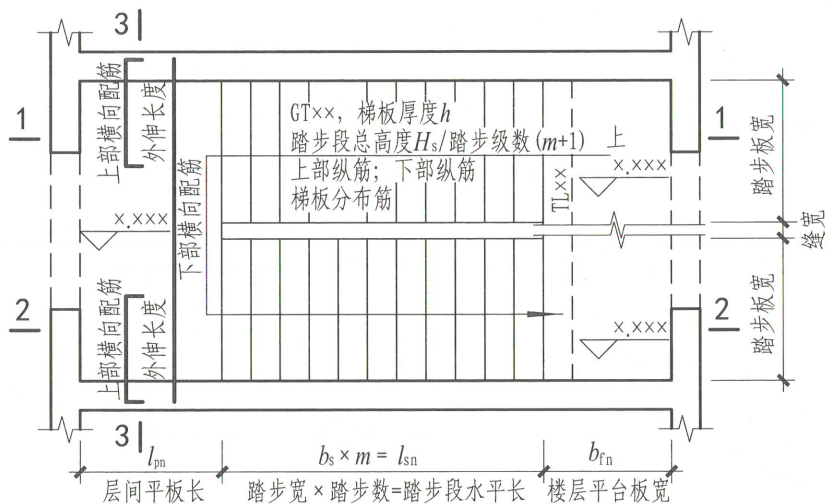 3
上部横向配筋
外伸长度
1
1
GT××, 梯板厚度h
踏步段总高度Hs/踏步级数(m+1)
上
上部纵筋; 下部纵筋
梯板分布筋
x.xxx
TL××
踏步板宽
下部横向配筋
x.xxx
缝宽
2
2
上部横向配筋
外伸长度
x.xxx
踏步板宽
3
lpn
bs × m = lsn
bfn
层间平板长
踏步宽 × 踏步数=踏步段水平长
楼层平台板宽